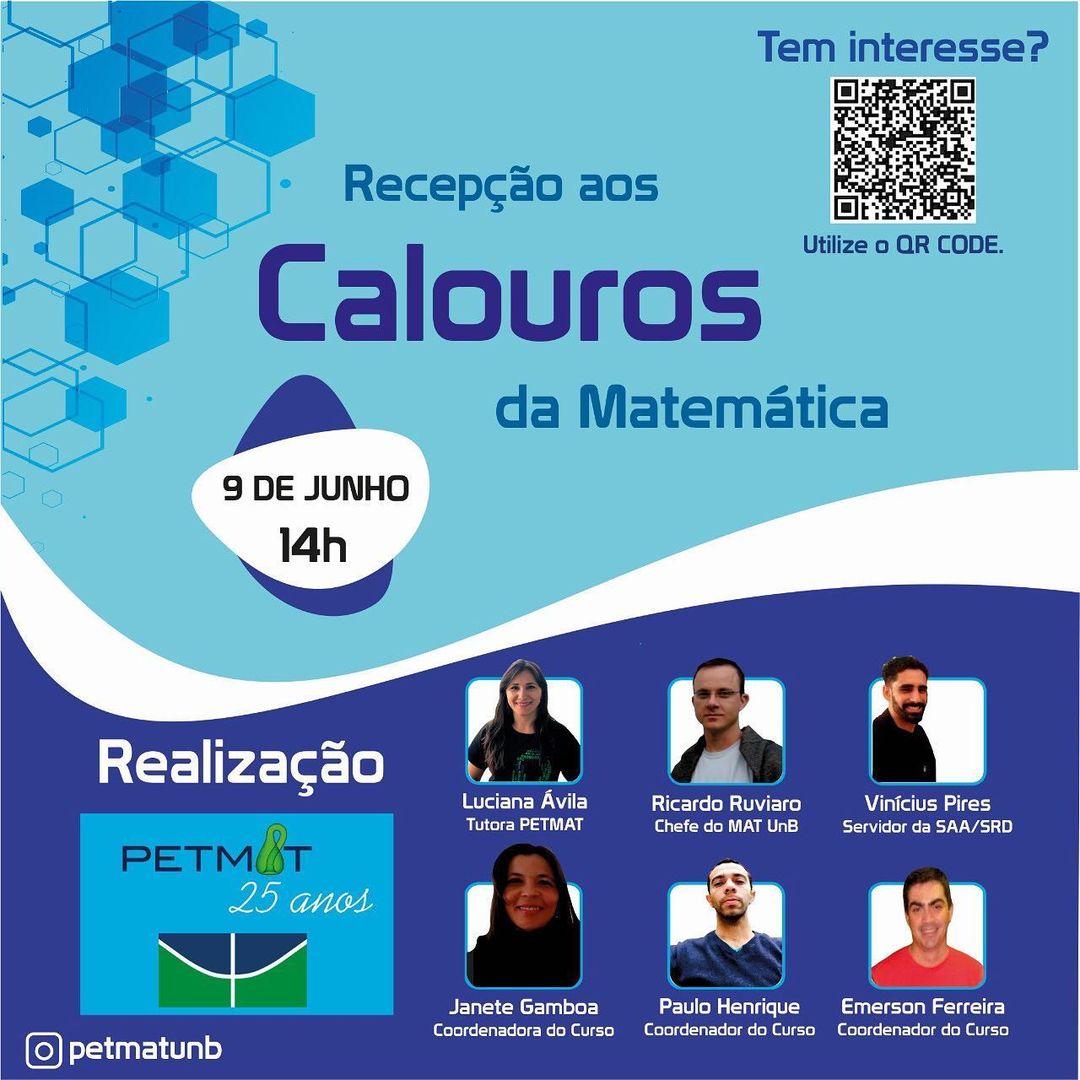 Tem interesse?
Utilize o QR CODE.
Recepção aos
Calouros
da Matemática
9 DE JUNHO
14h
Realização
PETMAT
25 anos
Luciana Ávila
Tutora PETMAT
Ricardo Ruviaro
Chefe do MAT UnB
Vinícius Pires
Servidor da SAA/SRD
Janete Gamboa
Coordenadora do Curso
Paulo Henrique
Coordenador do Curso
Emerson Ferreira
Coordenador do Curso
petmatunb